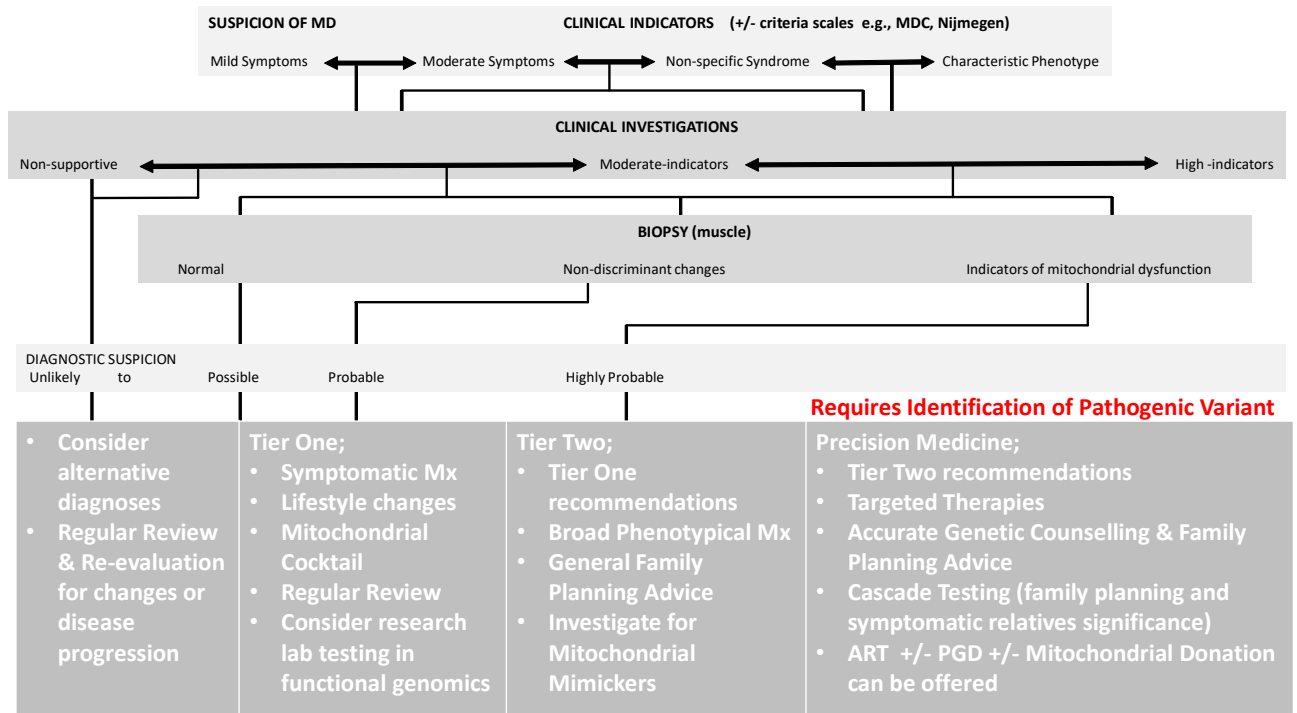 SUSPICION OF MD CLINICAL INDICATORS (+/- criteria scales e.g., MDC, Nijmegen)
Mild Symptoms Moderate Symptoms Non-specific Syndrome Characteristic Phenotype
CLINICAL INVESTIGATIONS
Non-supportive Moderate-indicators High -indicators
BIOPSY (muscle)
Normal Non-discriminant changes Indicators of mitochondrial dysfunction
DIAGNOSTIC SUSPICION
Unlikely to Possible Probable Highly Probable
Requires Identification of Pathogenic Variant
• Consider
alternative
diagnoses
• Regular Review
& Re-evaluation
for changes or
disease
progression
Tier One;
• Symptomatic Mx
• Lifestyle changes
• Mitochondrial
Cocktail
• Regular Review
• Consider research
lab testing in
functional genomics
Tier Two;
• Tier One
recommendations
• Broad Phenotypical Mx
• General Family
Planning Advice
• Investigate for
Mitochondrial
Mimickers
Precision Medicine;
• Tier Two recommendations
• Targeted Therapies
• Accurate Genetic Counselling & Family
Planning Advice
• Cascade Testing (family planning and
symptomatic relatives significance)
• ART +/- PGD +/- Mitochondrial Donation
can be offered